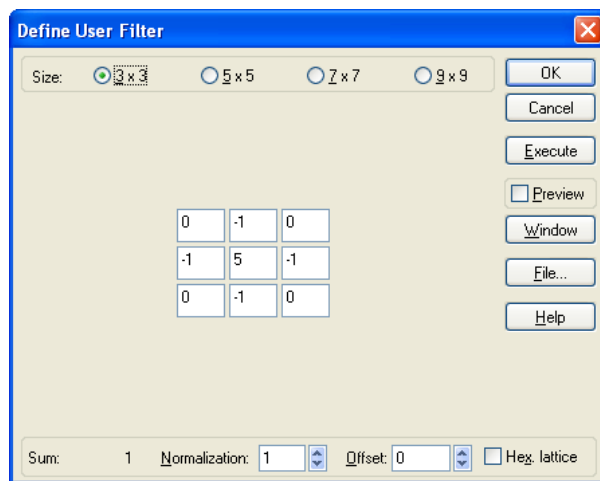 Define User Filter
Size: 3 x 3 5 x 5 7 x 7 9 x 9
OK
Cancel
Execute
Preview
Window
File...
Help
0 -1 0
-1 5 -1
0 -1 0
Sum: 1 Normalization: 1 Offset: 0 Hex. lattice